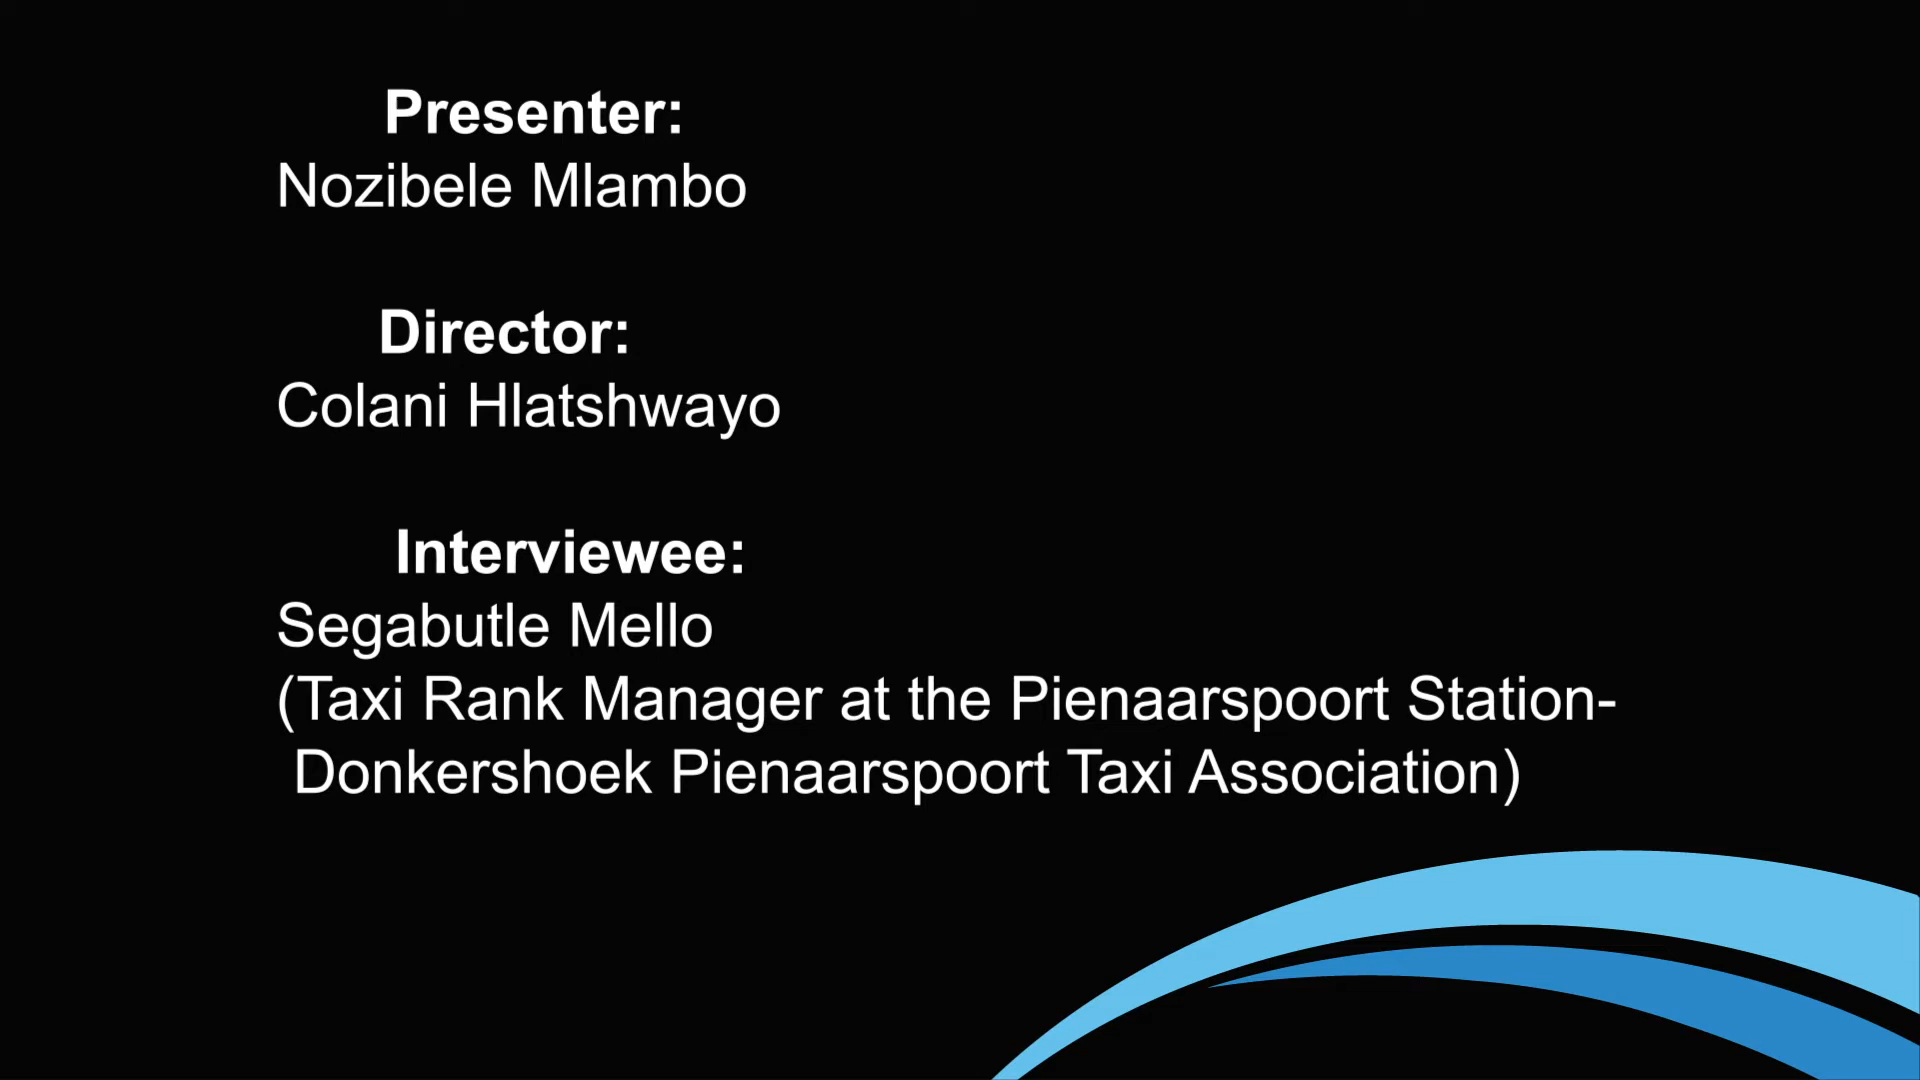 Presenter:
Nozibele Mlambo
Director:
Colani Hlatshwayo
Interviewee:
Segabutle Mello
(Taxi Rank Manager at the Pienaarspoort Station-
Donkershoek Pienaarspoort Taxi Association)